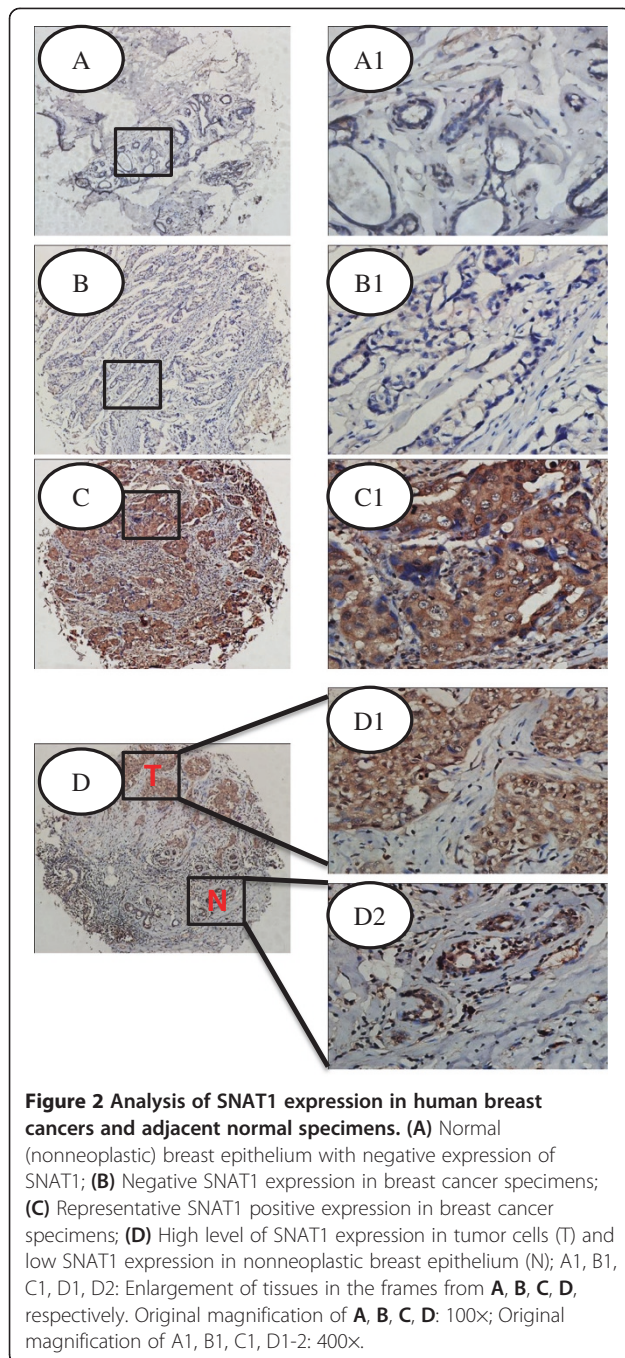 A
A1
B
B1
C
C1
D1
D
T
N
D2
Figure 2 Analysis of SNAT1 expression in human breast
cancers and adjacent normal specimens. (A) Normal
(nonneoplastic) breast epithelium with negative expression of
SNAT1; (B) Negative SNAT1 expression in breast cancer specimens;
(C) Representative SNAT1 positive expression in breast cancer
specimens; (D) High level of SNAT1 expression in tumor cells (T) and
low SNAT1 expression in nonneoplastic breast epithelium (N); A1, B1,
C1, D1, D2: Enlargement of tissues in the frames from A, B, C, D,
respectively. Original magnification of A, B, C, D: 100×; Original
magnification of A1, B1, C1, D1-2: 400×.